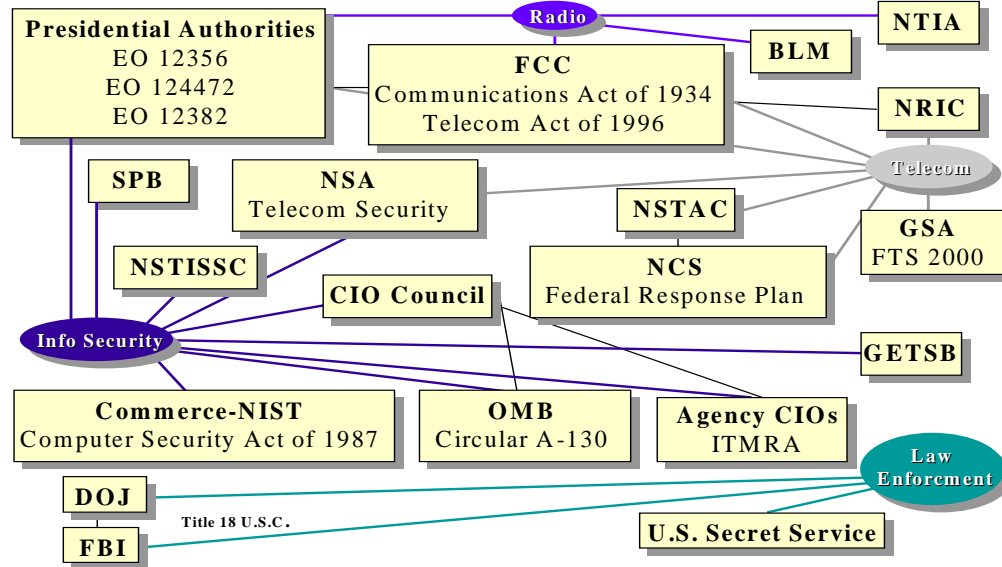 Presidential Authorities
EO 12356
EO 124472
EO 12382
Radio
NTIA
BLM
FCC
Communications Act of 1934
Telecom Act of 1996
NRIC
Telecom
SPB
NSA
Telecom Security
NSTAC
GSA
FTS 2000
NSTISSC
NCS
Federal Response Plan
CIO Council
Info Security
GETSB
Commerce-NIST
Computer Security Act of 1987
OMB
Circular A-130
Agency CIOs
ITMRA
Law
Enforcment
DOJ
Title 18 U.S.C.
FBI
U.S. Secret Service